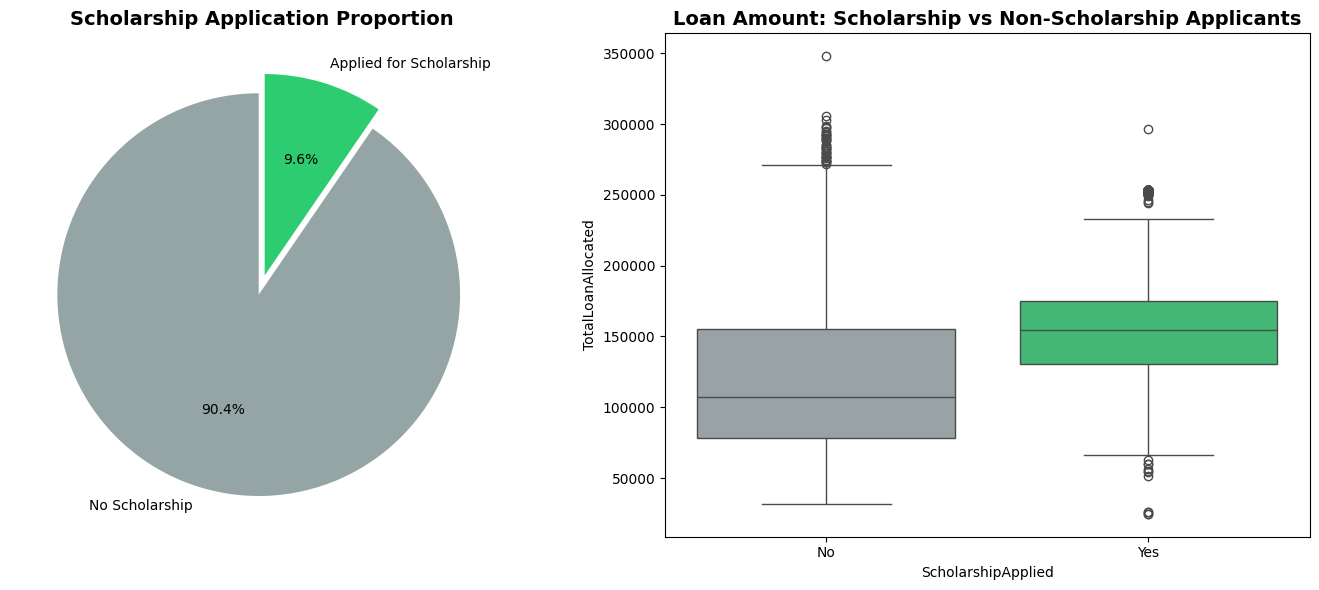 Scholarship Application Proportion
Applied for Scholarship
9.6%
90.4%
No Scholarship
Loan Amount: Scholarship vs Non-Scholarship Applicants
350000
300000
250000
200000
150000
100000
50000
TotalLoanAllocated
No
Yes
ScholarshipApplied